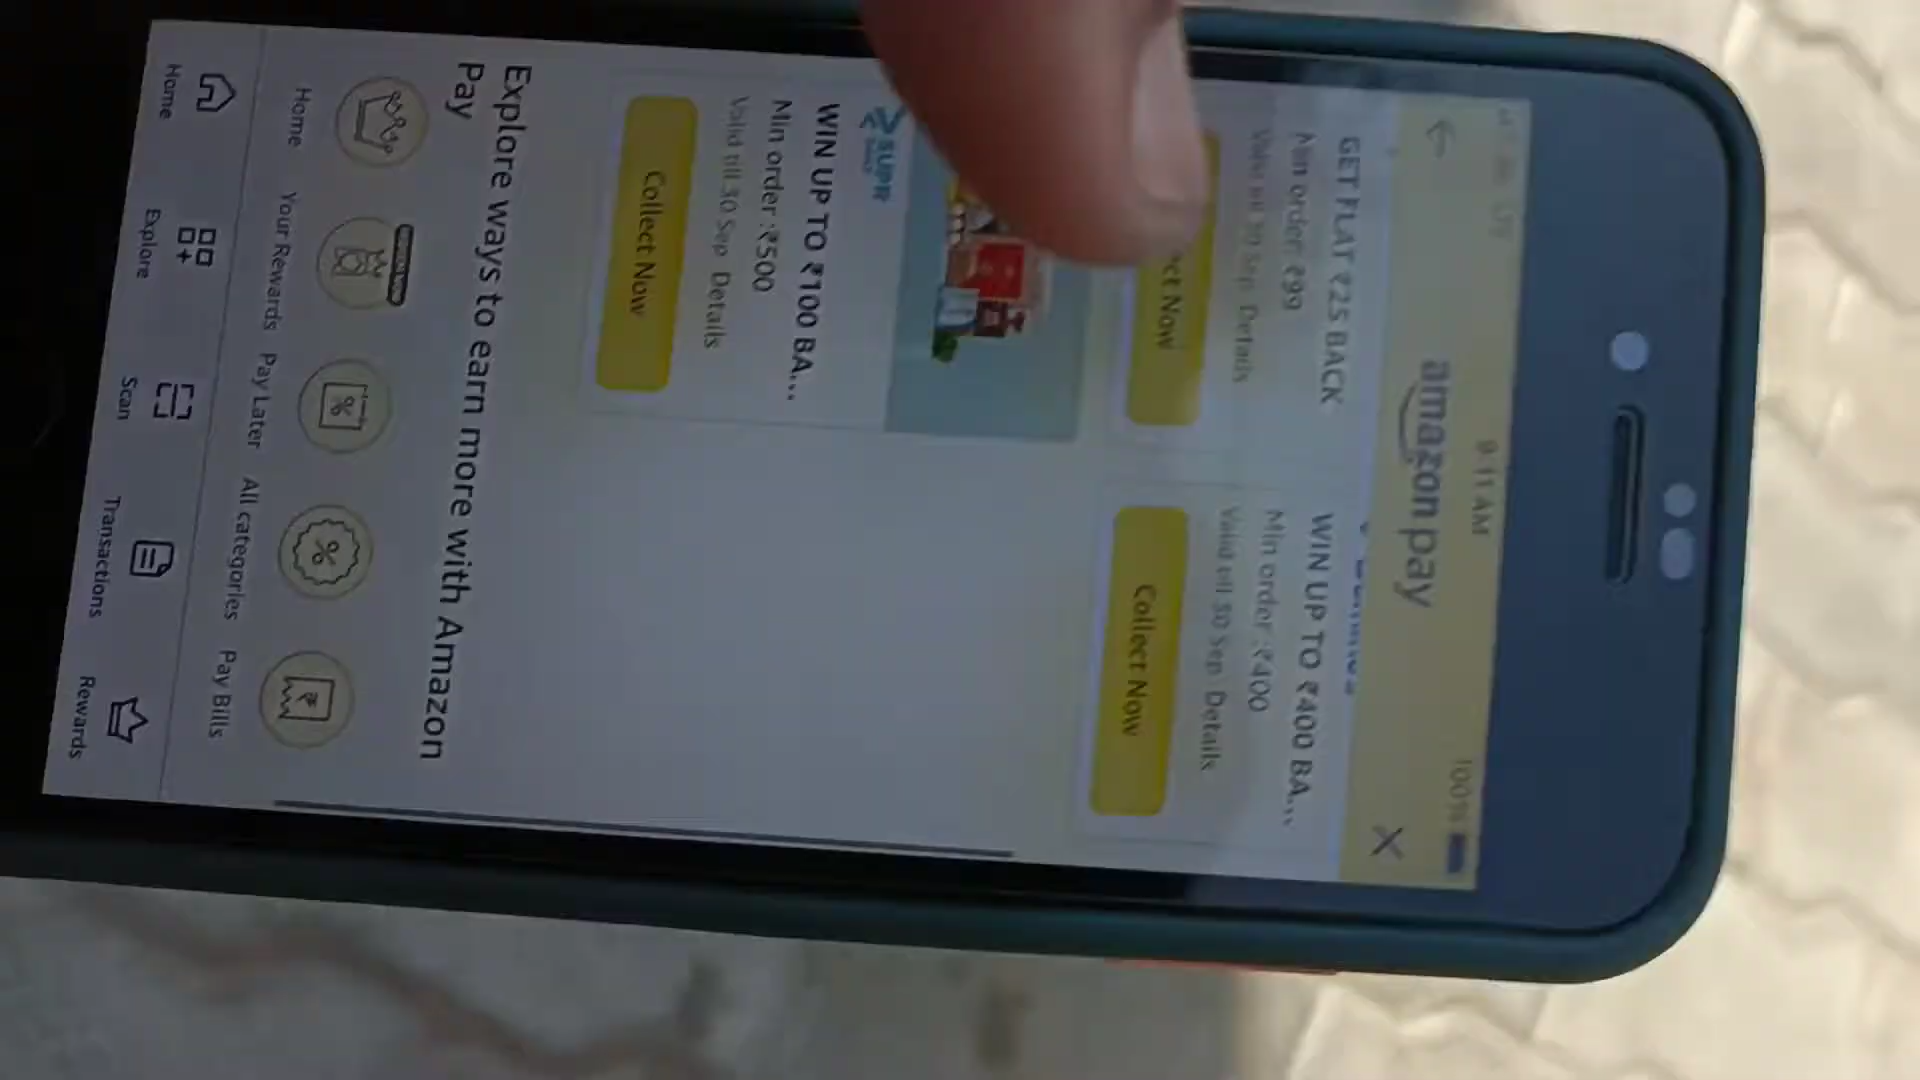 9:11 AM
100%
amazon pay
GET FLAT ₹25 BACK
Min order: ₹99
Valid till 30 Sep Details
ct Now
WIN UP TO ₹400 BA...
Min order :₹400
Valid till 30 Sep Details
Collect Now
SUPR
WIN UP TO ₹100 BA...
Min order :₹500
Valid till 30 Sep Details
Collect Now
Explore ways to earn more with Amazon
Pay
Home
Your Rewards
Pay Later
All categories
Pay Bills
Home
Explore
Scan
Transactions
Rewards